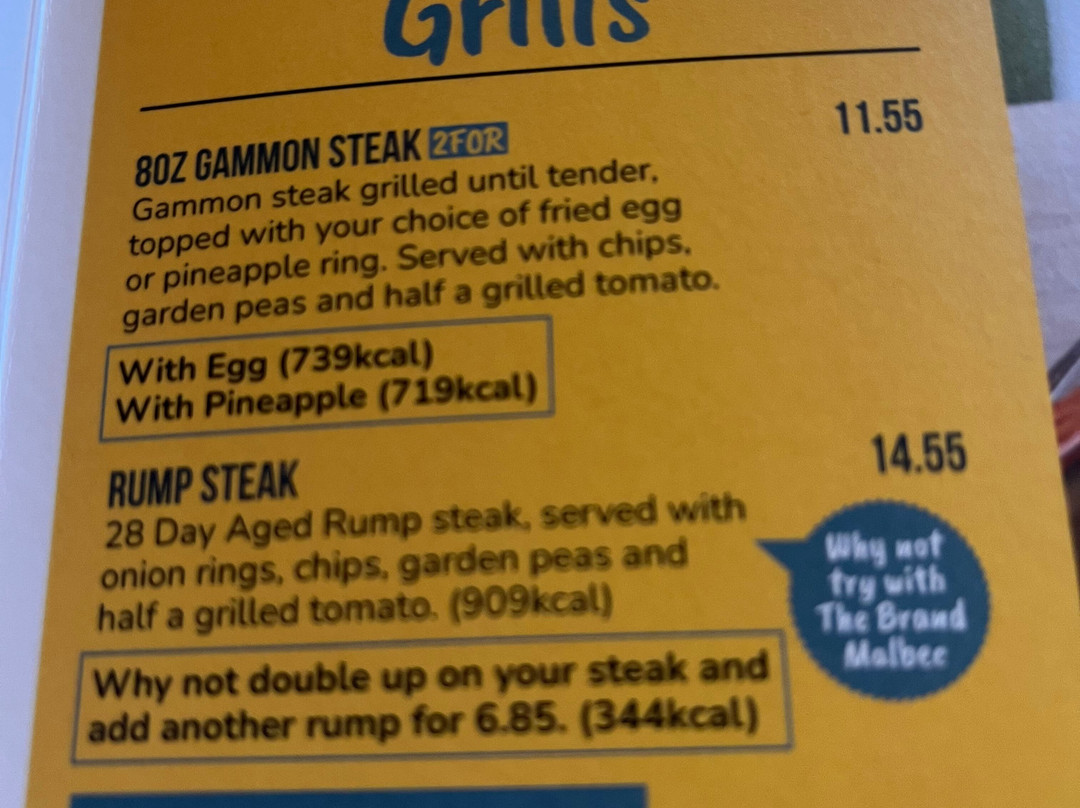 Grills
8OZ GAMMON STEAK 2FOR
11.55
Gammon steak grilled until tender,
topped with your choice of fried egg
or pineapple ring. Served with chips,
garden peas and half a grilled tomato.
With Egg (739kcal)
With Pineapple (719kcal)
RUMP STEAK
14.55
28 Day Aged Rump steak, served with
onion rings, chips, garden peas and
half a grilled tomato. (909kcal)
Why not
try with
The Brand
Malbec
Why not double up on your steak and
add another rump for 6.85. (344kcal)